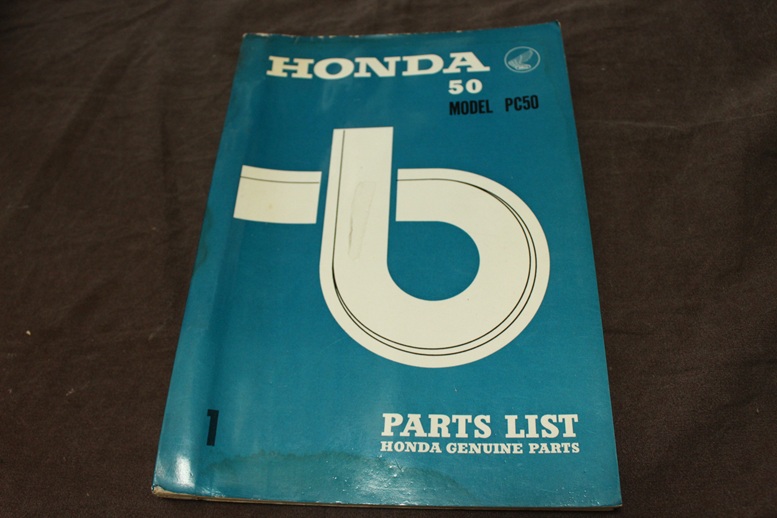 HONDA
50
MODEL PC50
1
PARTS LIST
HONDA GENUINE PARTS